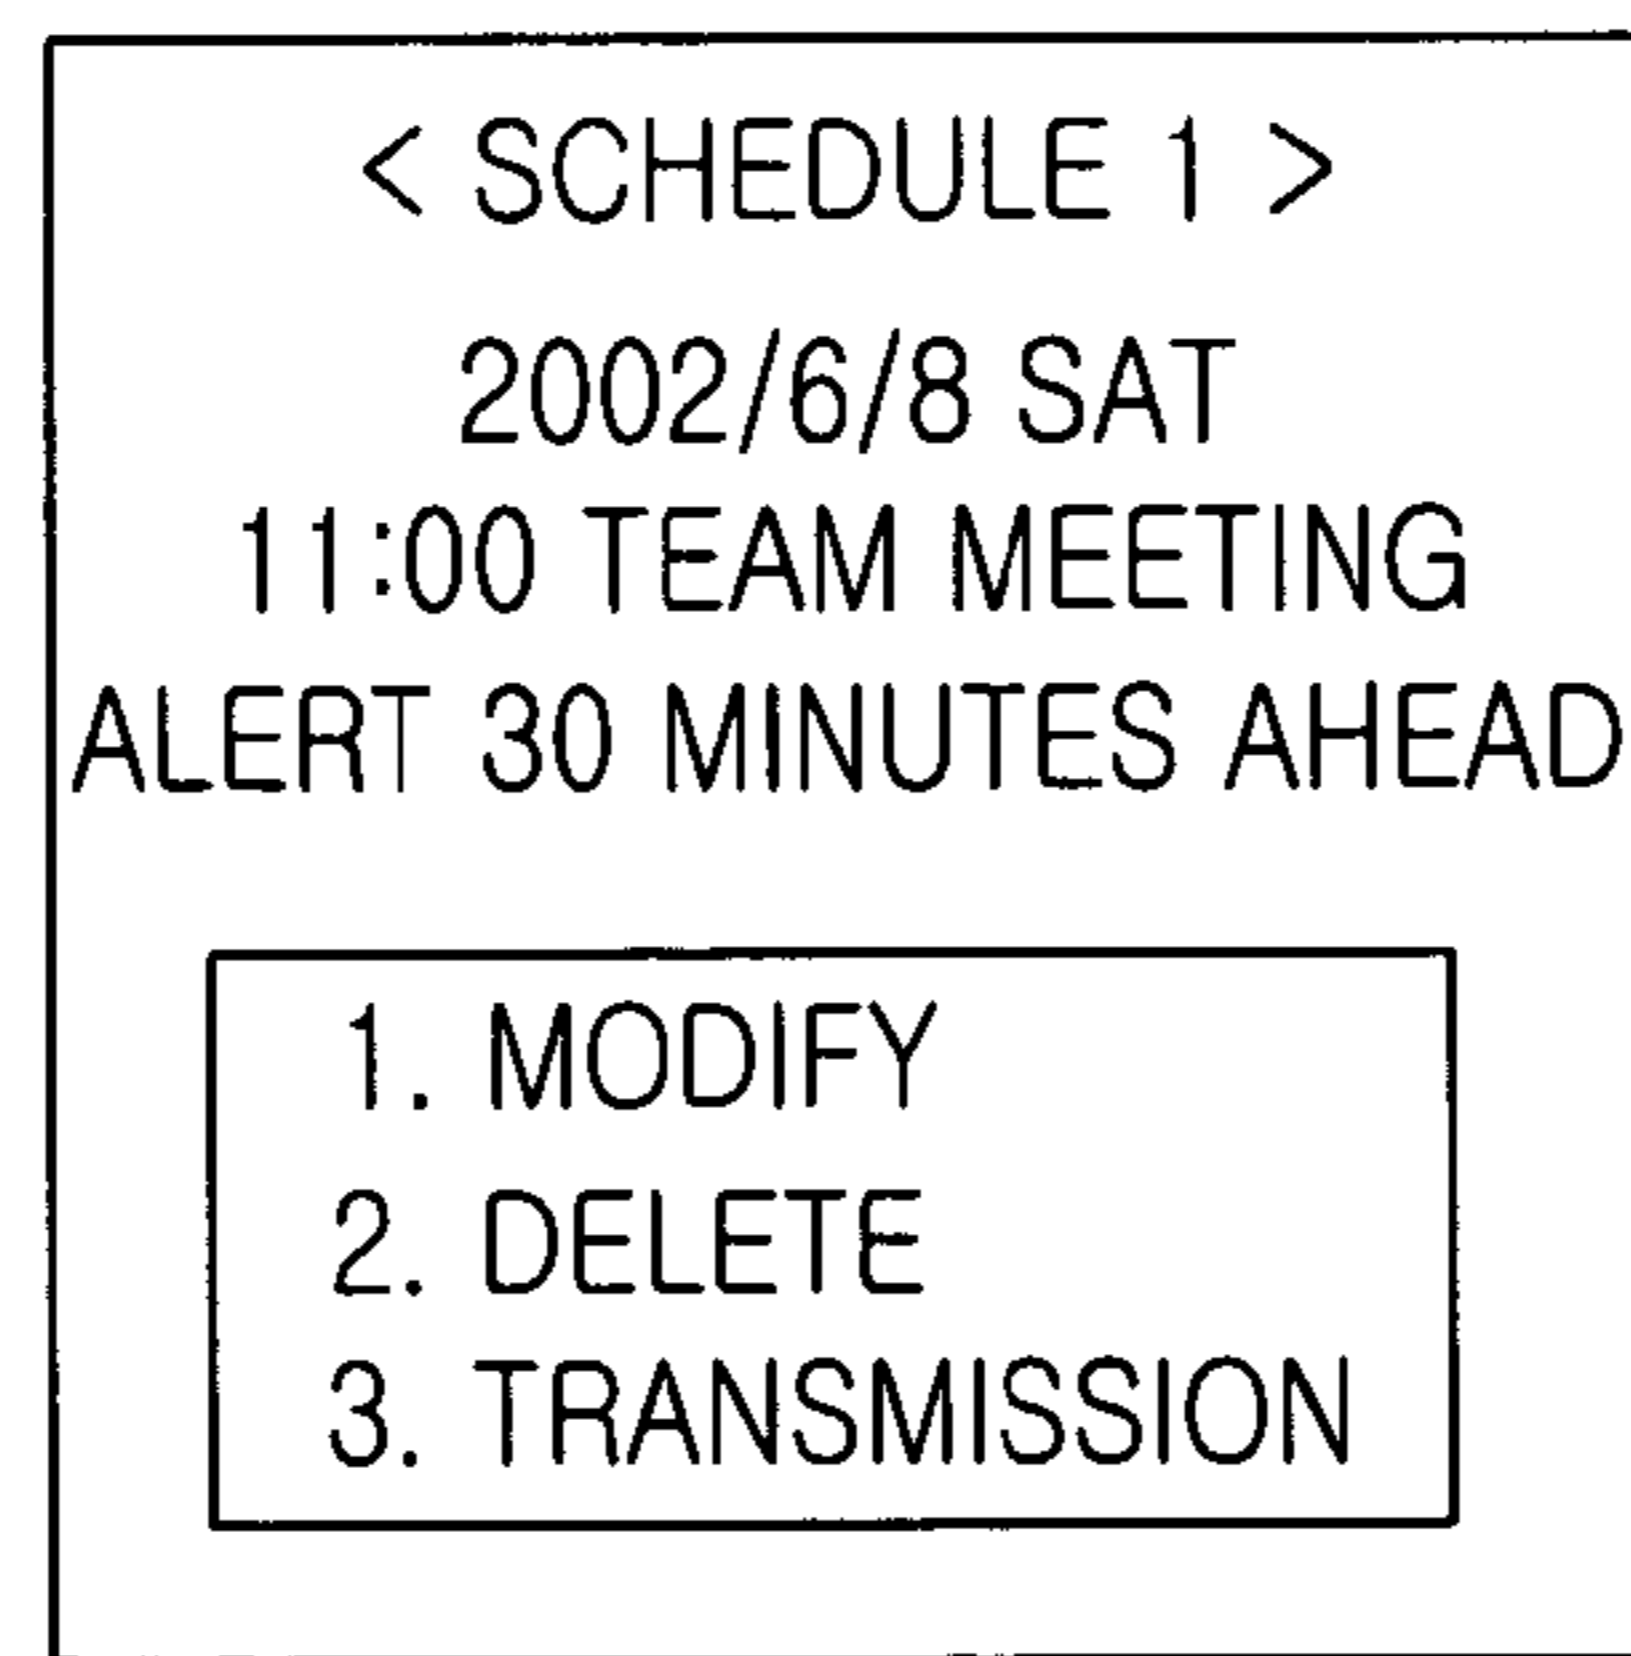 < SCHEDULE 1 >
2002/6/8 SAT
11:00 TEAM MEETING
ALERT 30 MINUTES AHEAD
1. MODIFY
2. DELETE
3. TRANSMISSION